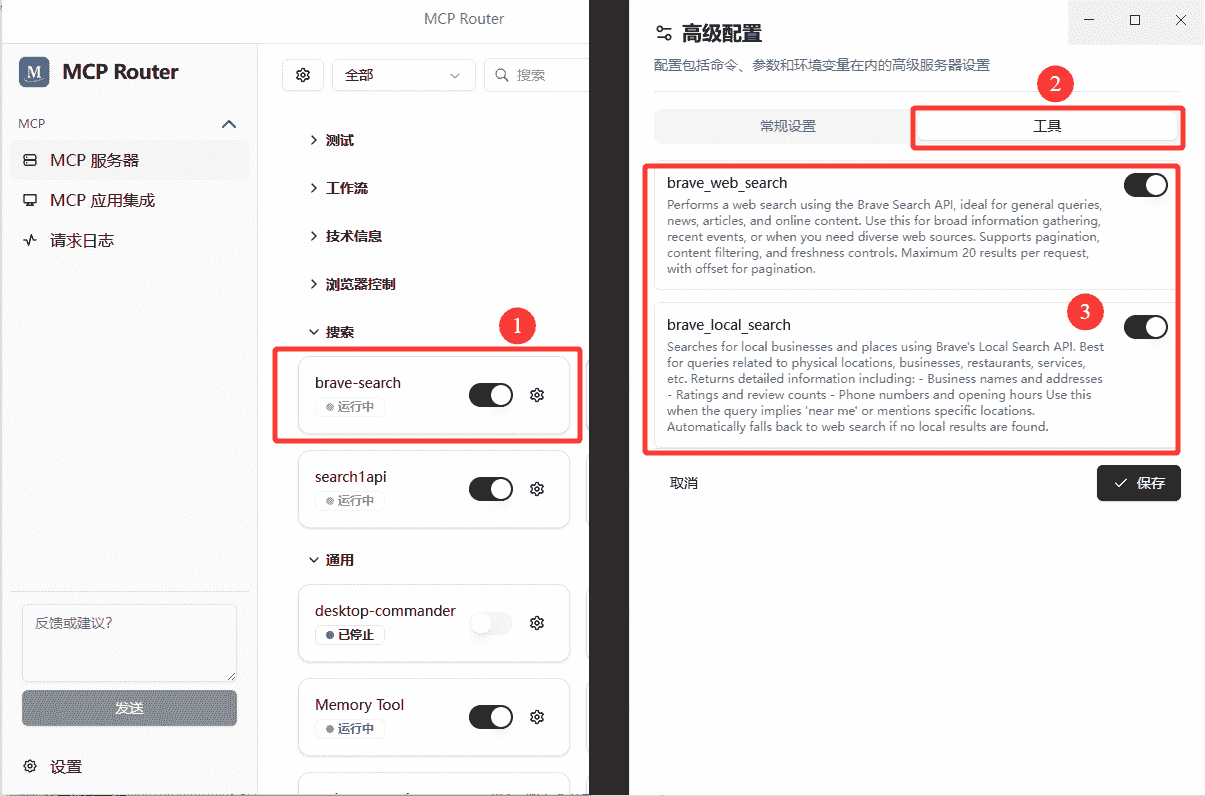 MCP Router
M
MCP Router
MCP
MCP 服务器
MCP 应用集成
请求日志
反馈或建议?
发送
设置
全部
搜索
测试
工作流
技术信息
浏览器控制
搜索
1
brave-search
运行中
search1api
运行中
通用
desktop-commander
已停止
Memory Tool
运行中
高级配置
配置包括命令、参数和环境变量在内的高级服务器设置
2
常规设置
工具
brave_web_search
Performs a web search using the Brave Search API, ideal for general queries,
news, articles, and online content. Use this for broad information gathering,
recent events, or when you need diverse web sources. Supports pagination,
content filtering, and freshness controls. Maximum 20 results per request,
with offset for pagination.
3
brave_local_search
Searches for local businesses and places using Brave's Local Search API. Best
for queries related to physical locations, businesses, restaurants, services,
etc. Returns detailed information including: - Business names and addresses
- Ratings and review counts - Phone numbers and opening hours Use this
when the query implies 'near me' or mentions specific locations.
Automatically falls back to web search if no local results are found.
取消
保存